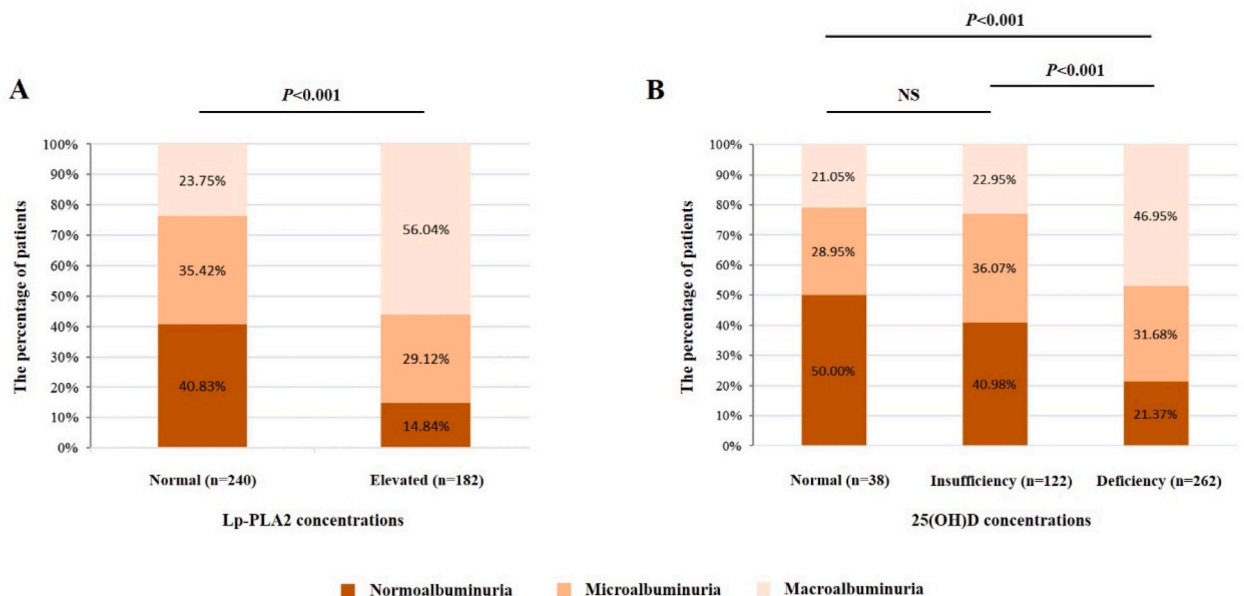 A
P<0.001
The percentage of patients
100%
90%
80%
70%
60%
50%
40%
30%
20%
10%
0%
23.75%
35.42%
40.83%
56.04%
29.12%
14.84%
Normal (n=240)
Elevated (n=182)
Lp-PLA2 concentrations
B
P<0.001
P<0.001
NS
The percentage of patients
100%
90%
80%
70%
60%
50%
40%
30%
20%
10%
0%
21.05%
28.95%
50.00%
22.95%
36.07%
40.98%
46.95%
31.68%
21.37%
Normal (n=38)
Insufficiency (n=122)
Deficiency (n=262)
25(OH)D concentrations
Normoalbuminuria
Microalbuminuria
Macroalbuminuria